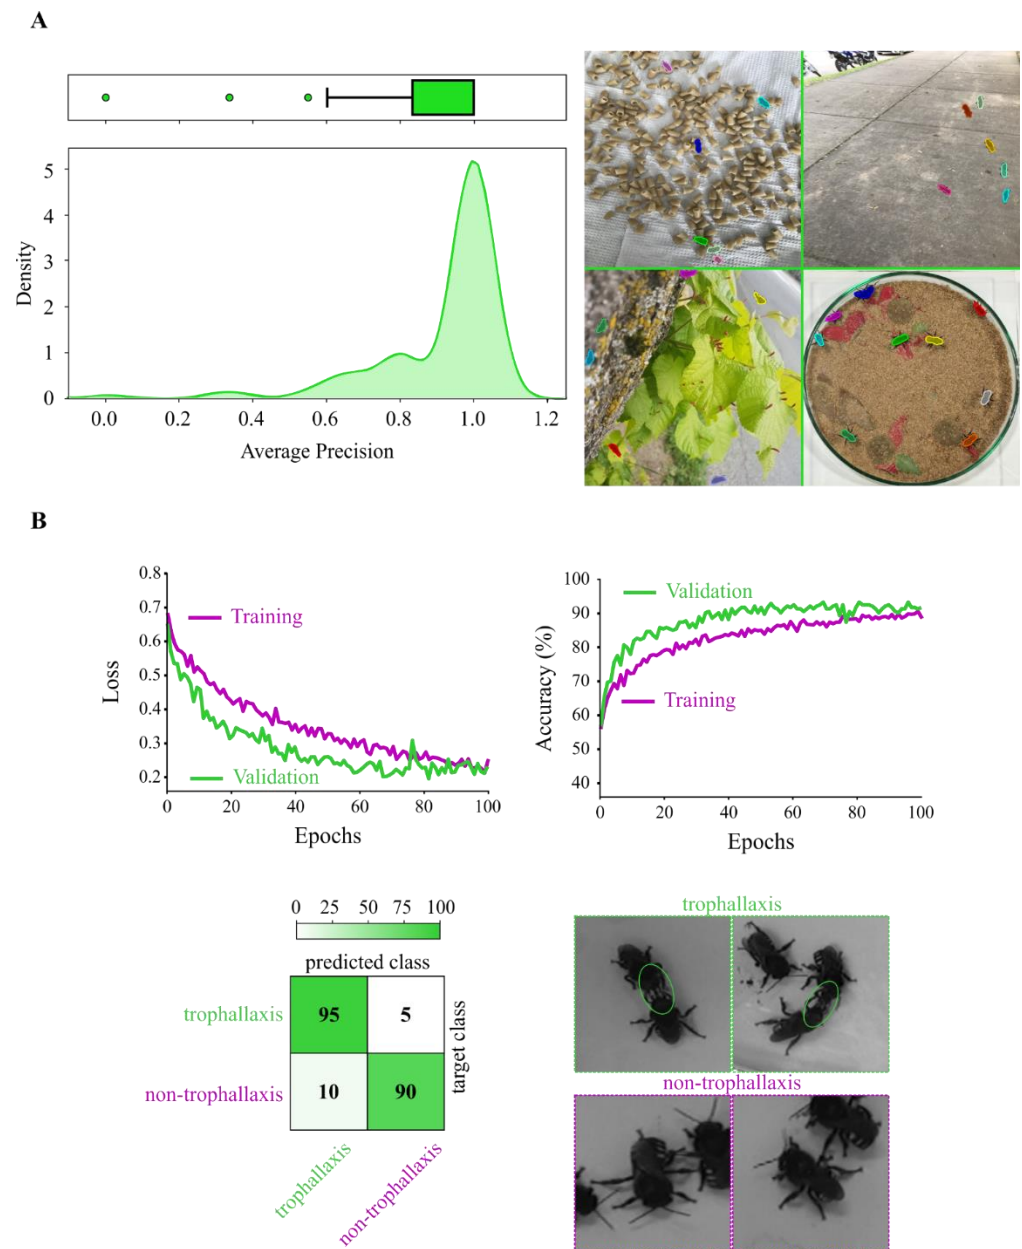 A
5
4
3
2
1
0
Density
0.0 0.2 0.4 0.6 0.8 1.0 1.2
Average Precision
B
0.8
0.7
0.6
0.5
0.4
0.3
0.2
Loss
Training
Validation
0 20 40 60 80 100
Epochs
100
90
80
70
60
50
40
Accuracy (%)
Validation
Training
0 20 40 60 80 100
Epochs
0 25 50 75 100
predicted class
trophallaxis 95 5
non-trophallaxis 10 90
target class
trophallaxis
non-trophallaxis
trophallaxis
non-trophallaxis